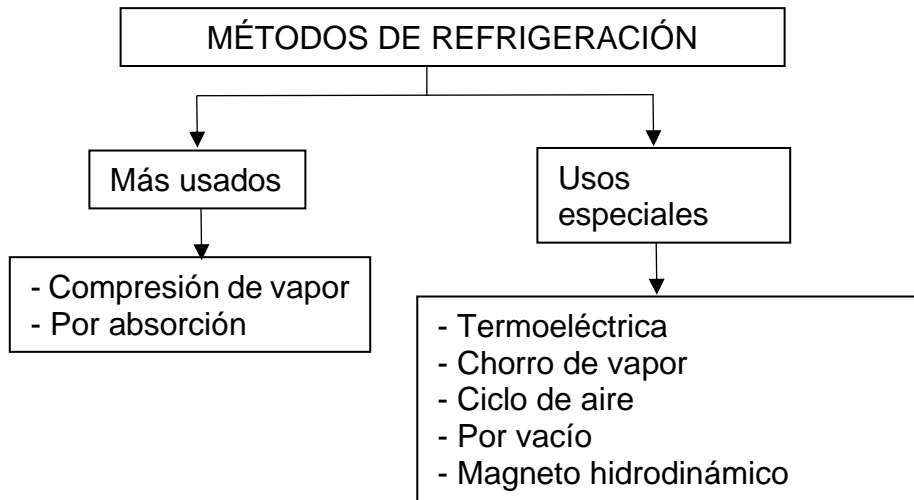 MÉTODOS DE REFRIGERACIÓN
Más usados
- Compresión de vapor
- Por absorción
Usos
especiales
- Termoeléctrica
- Chorro de vapor
- Ciclo de aire
- Por vacío
- Magneto hidrodinámico